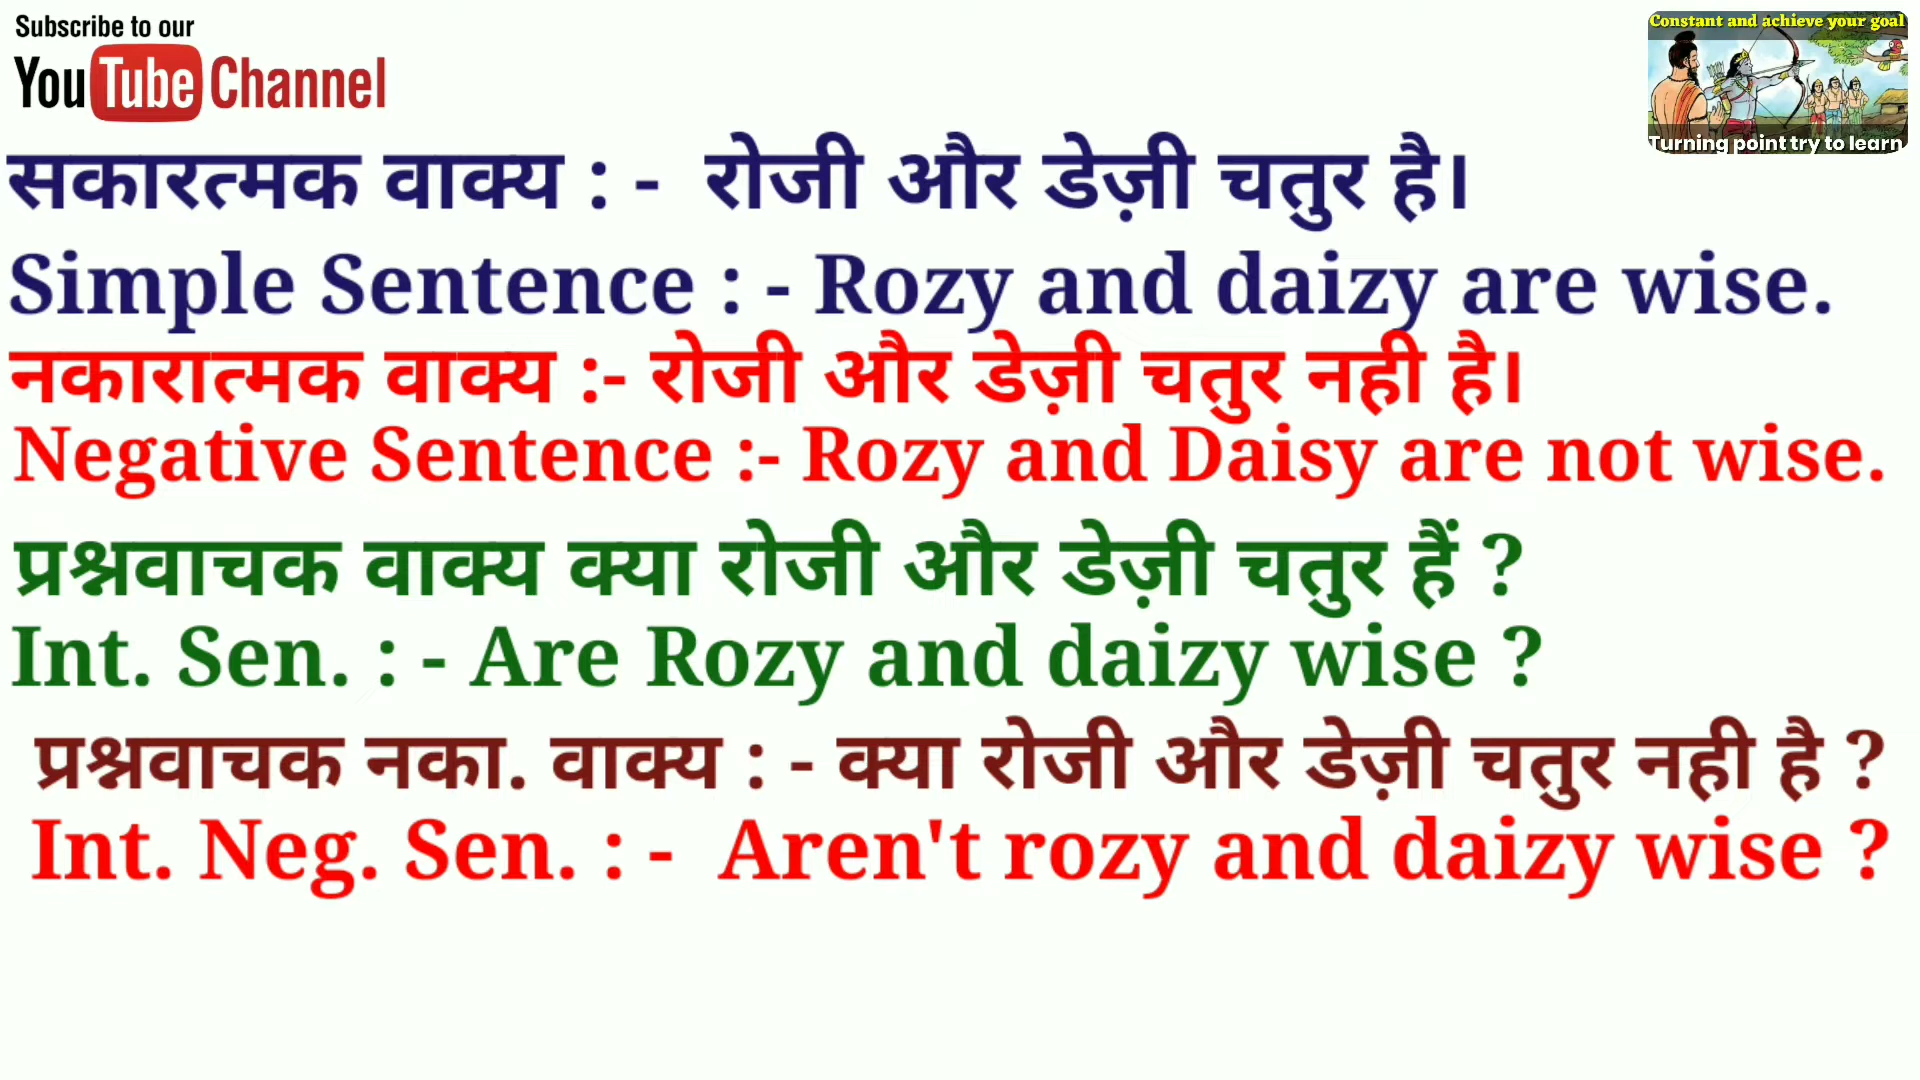 Subscribe to our
YouTube Channel
Constant and achieve your goal
Turning point try to learn
सकारत्मक वाक्य : - रोजी और डेज़ी चतुर है।
Simple Sentence : - Rozy and daizy are wise.
नकारात्मक वाक्य :- रोजी और डेज़ी चतुर नही है।
Negative Sentence :- Rozy and Daisy are not wise.
प्रश्नवाचक वाक्य क्या रोजी और डेज़ी चतुर हैं ?
Int. Sen. : - Are Rozy and daizy wise ?
प्रश्नवाचक नका. वाक्य : - क्या रोजी और डेज़ी चतुर नही है ?
Int. Neg. Sen. : - Aren't rozy and daizy wise ?